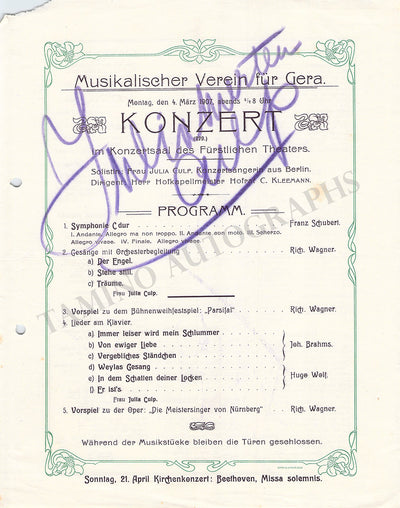 Musikalischer Verein für Gera.
Montag, den 4. März 1907, abends 1/2 8 Uhr
KONZERT
im Konzertsaal des Fürstlichen Theaters.
Solistin: Frau Julia Culp, Konzertsängerin aus Berlin.
Dirigent: Herr Hofkapellmeister Hofrat C. Kleemann.
Julia Merten
Culp
PROGRAMM.
1. Symphonie C dur Franz Schubert.
I. Andante, Allegro ma non troppo. II. Andante con moto. III. Scherzo.
Allegro vivace. IV. Finale. Allegro vivace.
2. Gesänge mit Orchesterbegleitung Rich. Wagner.
a) Der Engel.
b) Stehe still.
c) Träume.
Frau Julia Culp.
3. Vorspiel zu dem Bühnenweihfestspiel: „Parsifal" Rich. Wagner.
4. Lieder am Klavier.
a) Immer leiser wird mein Schlummer
b) Von ewiger Liebe Joh. Brahms.
c) Vergebliches Ständchen
d) Weylas Gesang
e) In dem Schatten deiner Locken Hugo Wolf.
f) Er ist's
Frau Julia Culp.
5. Vorspiel zu der Oper: „Die Meistersinger von Nürnberg" Rich. Wagner.
Während der Musikstücke bleiben die Türen geschlossen.
Sonntag, 21. April Kirchenkonzert: Beethoven, Missa solemnis.
TAMINO AUTOGRAPHS